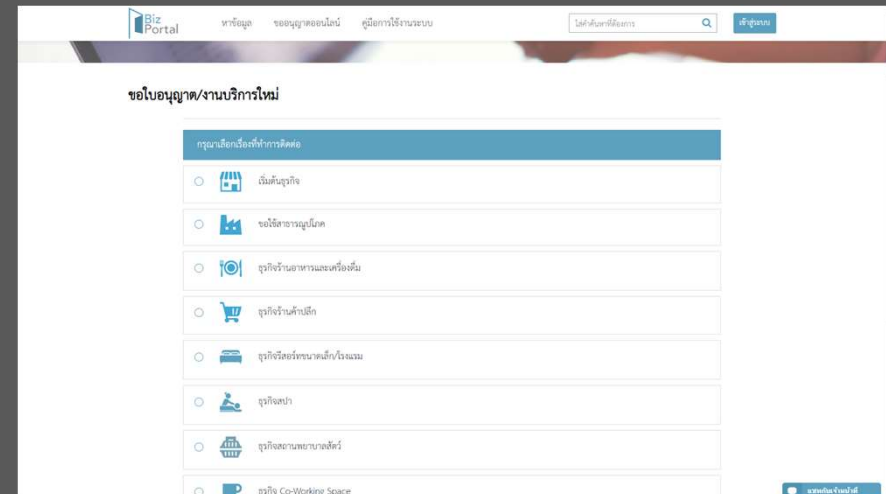 Biz
Portal
หาข้อมูล
ขออนุญาตออนไลน์
คู่มือการใช้งานระบบ
ใส่คำค้นหาที่ต้องการ
เข้าสู่ระบบ
ขอใบอนุญาต/งานบริการใหม่
กรุณาเลือกเรื่องที่ทำการติดต่อ
เริ่มต้นธุรกิจ
ขอใช้สาธารณูปโภค
ธุรกิจร้านอาหารและเครื่องดื่ม
ธุรกิจร้านค้าปลีก
ธุรกิจรีสอร์ทขนาดเล็ก/โรงแรม
ธุรกิจสปา
ธุรกิจสถานพยาบาลสัตว์
ธุรกิจ Co-Working Space